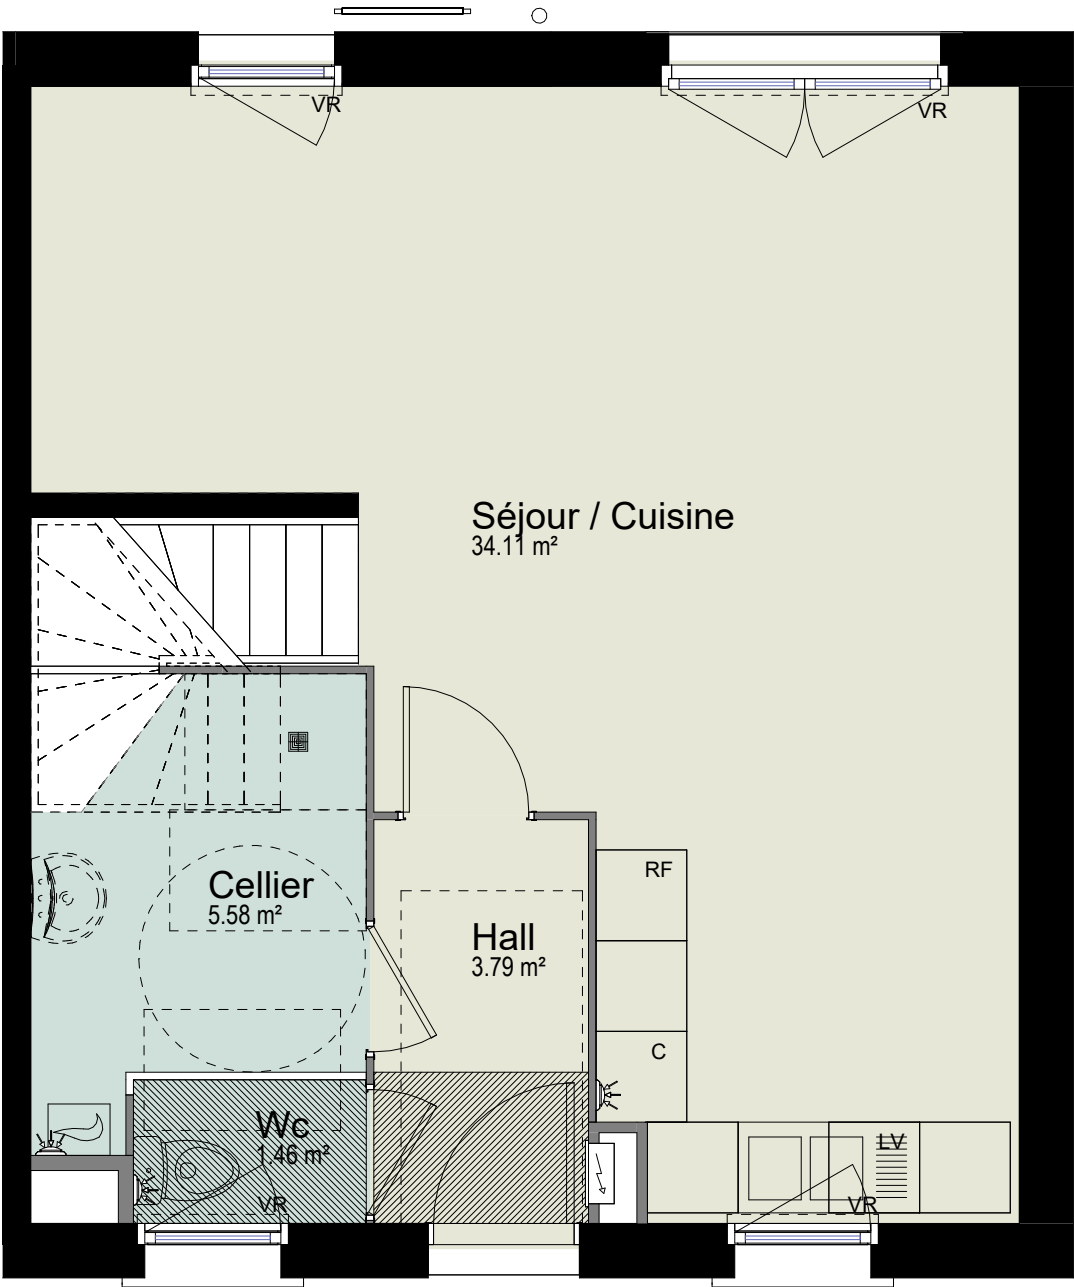 VR
VR
Séjour / Cuisine
34.11 m²
RF
Cellier
5.58 m²
Hall
3.79 m²
C
Wc
1.46 m²
LV
VR
VR